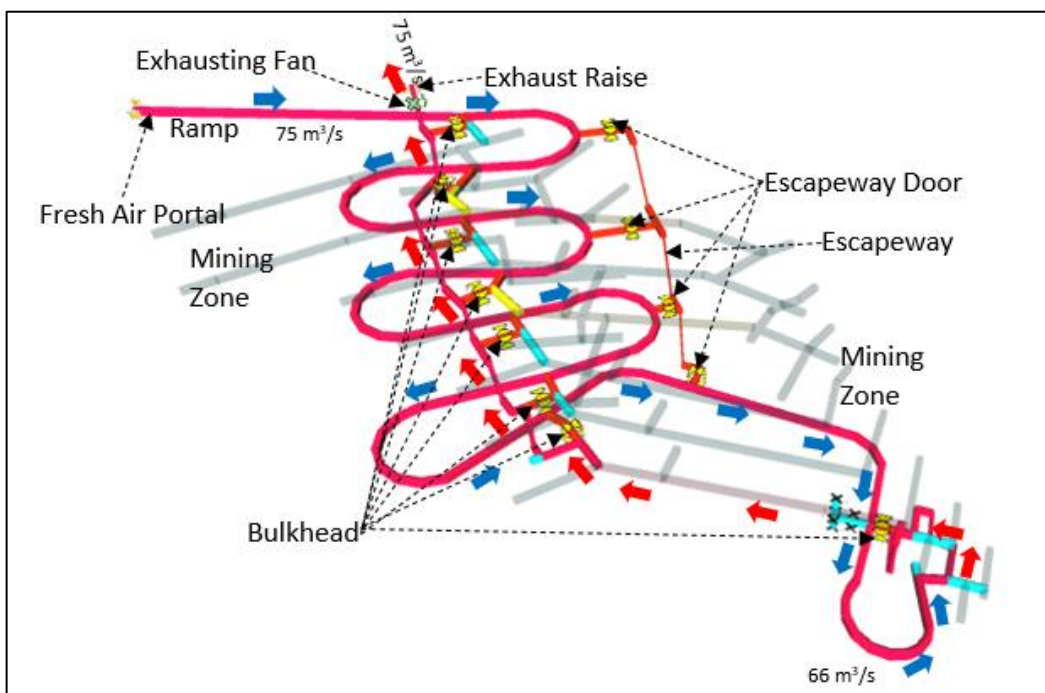 75 m³/s
Exhausting Fan
Exhaust Raise
Ramp
75 m³/s
Fresh Air Portal
Escapeway Door
Escapeway
Mining
Zone
Mining
Zone
Bulkhead
66 m³/s